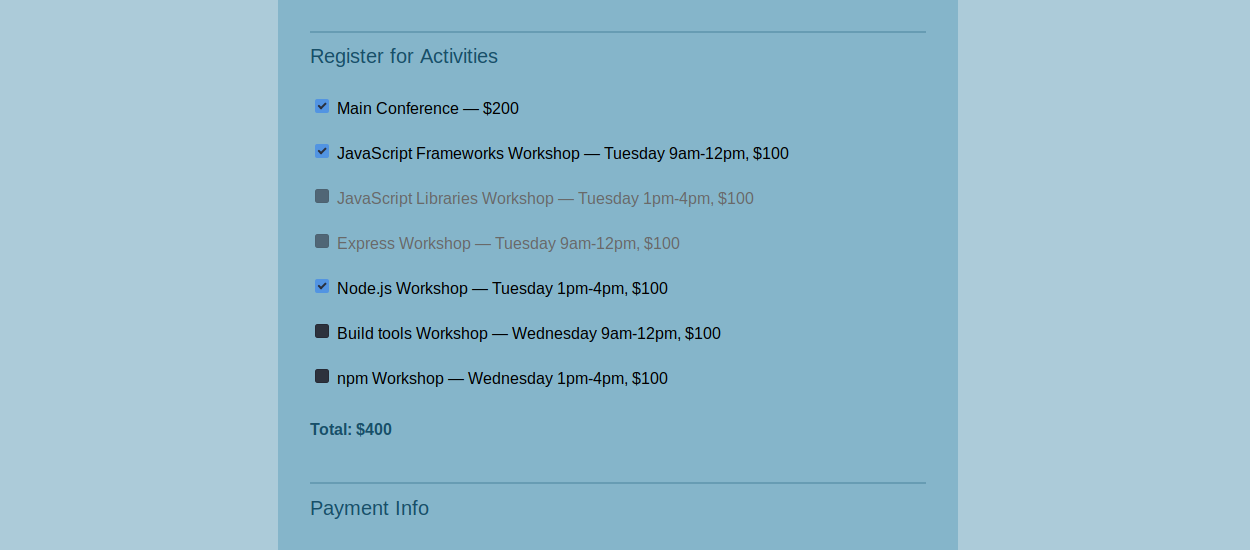 Register for Activities
Main Conference — $200
JavaScript Frameworks Workshop — Tuesday 9am-12pm, $100
JavaScript Libraries Workshop — Tuesday 1pm-4pm, $100
Express Workshop — Tuesday 9am-12pm, $100
Node.js Workshop — Tuesday 1pm-4pm, $100
Build tools Workshop — Wednesday 9am-12pm, $100
npm Workshop — Wednesday 1pm-4pm, $100
Total: $400
Payment Info